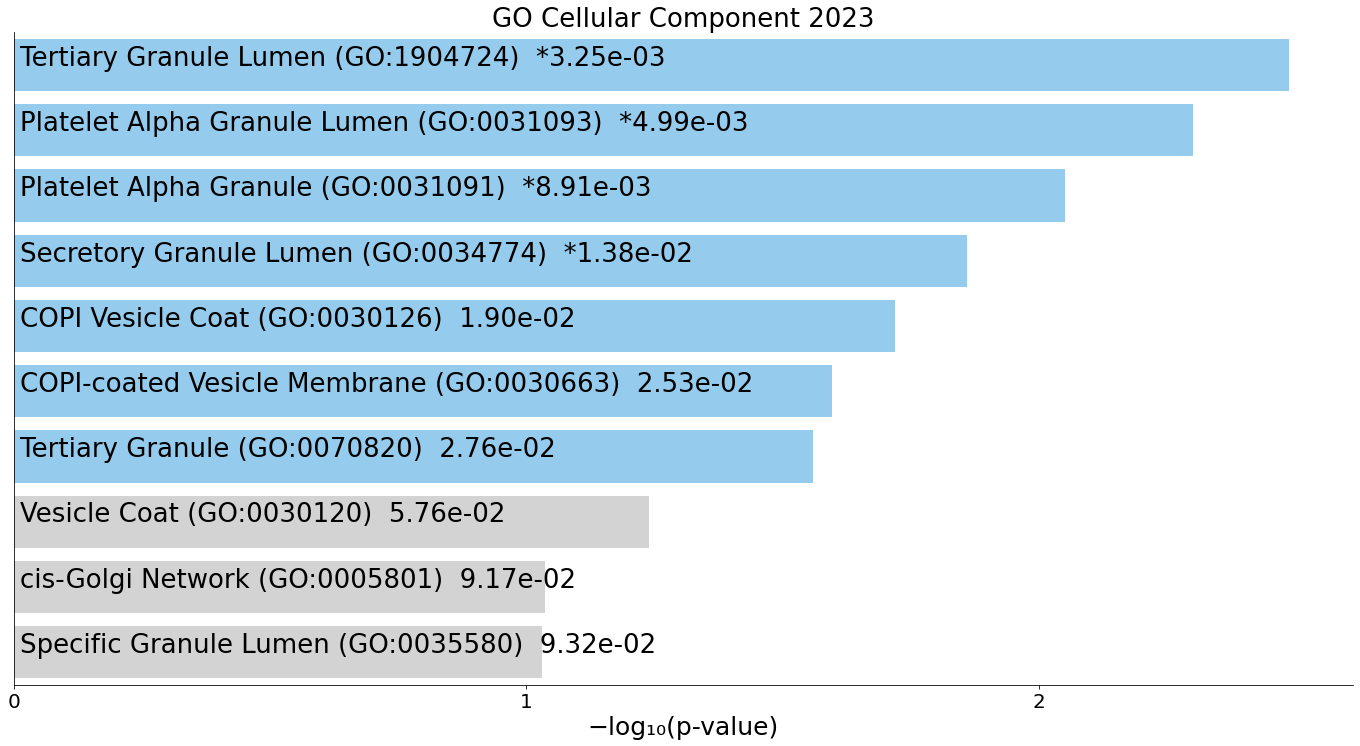 GO Cellular Component 2023
Tertiary Granule Lumen (GO:1904724)  *3.25e-03
Platelet Alpha Granule Lumen (GO:0031093)  *4.99e-03
Platelet Alpha Granule (GO:0031091)  *8.91e-03
Secretory Granule Lumen (GO:0034774)  *1.38e-02
COPI Vesicle Coat (GO:0030126)  1.90e-02
COPI-coated Vesicle Membrane (GO:0030663)  2.53e-02
Tertiary Granule (GO:0070820)  2.76e-02
Vesicle Coat (GO:0030120)  5.76e-02
cis-Golgi Network (GO:0005801)  9.17e-02
Specific Granule Lumen (GO:0035580)  9.32e-02
0 1 2
−log₁₀(p-value)